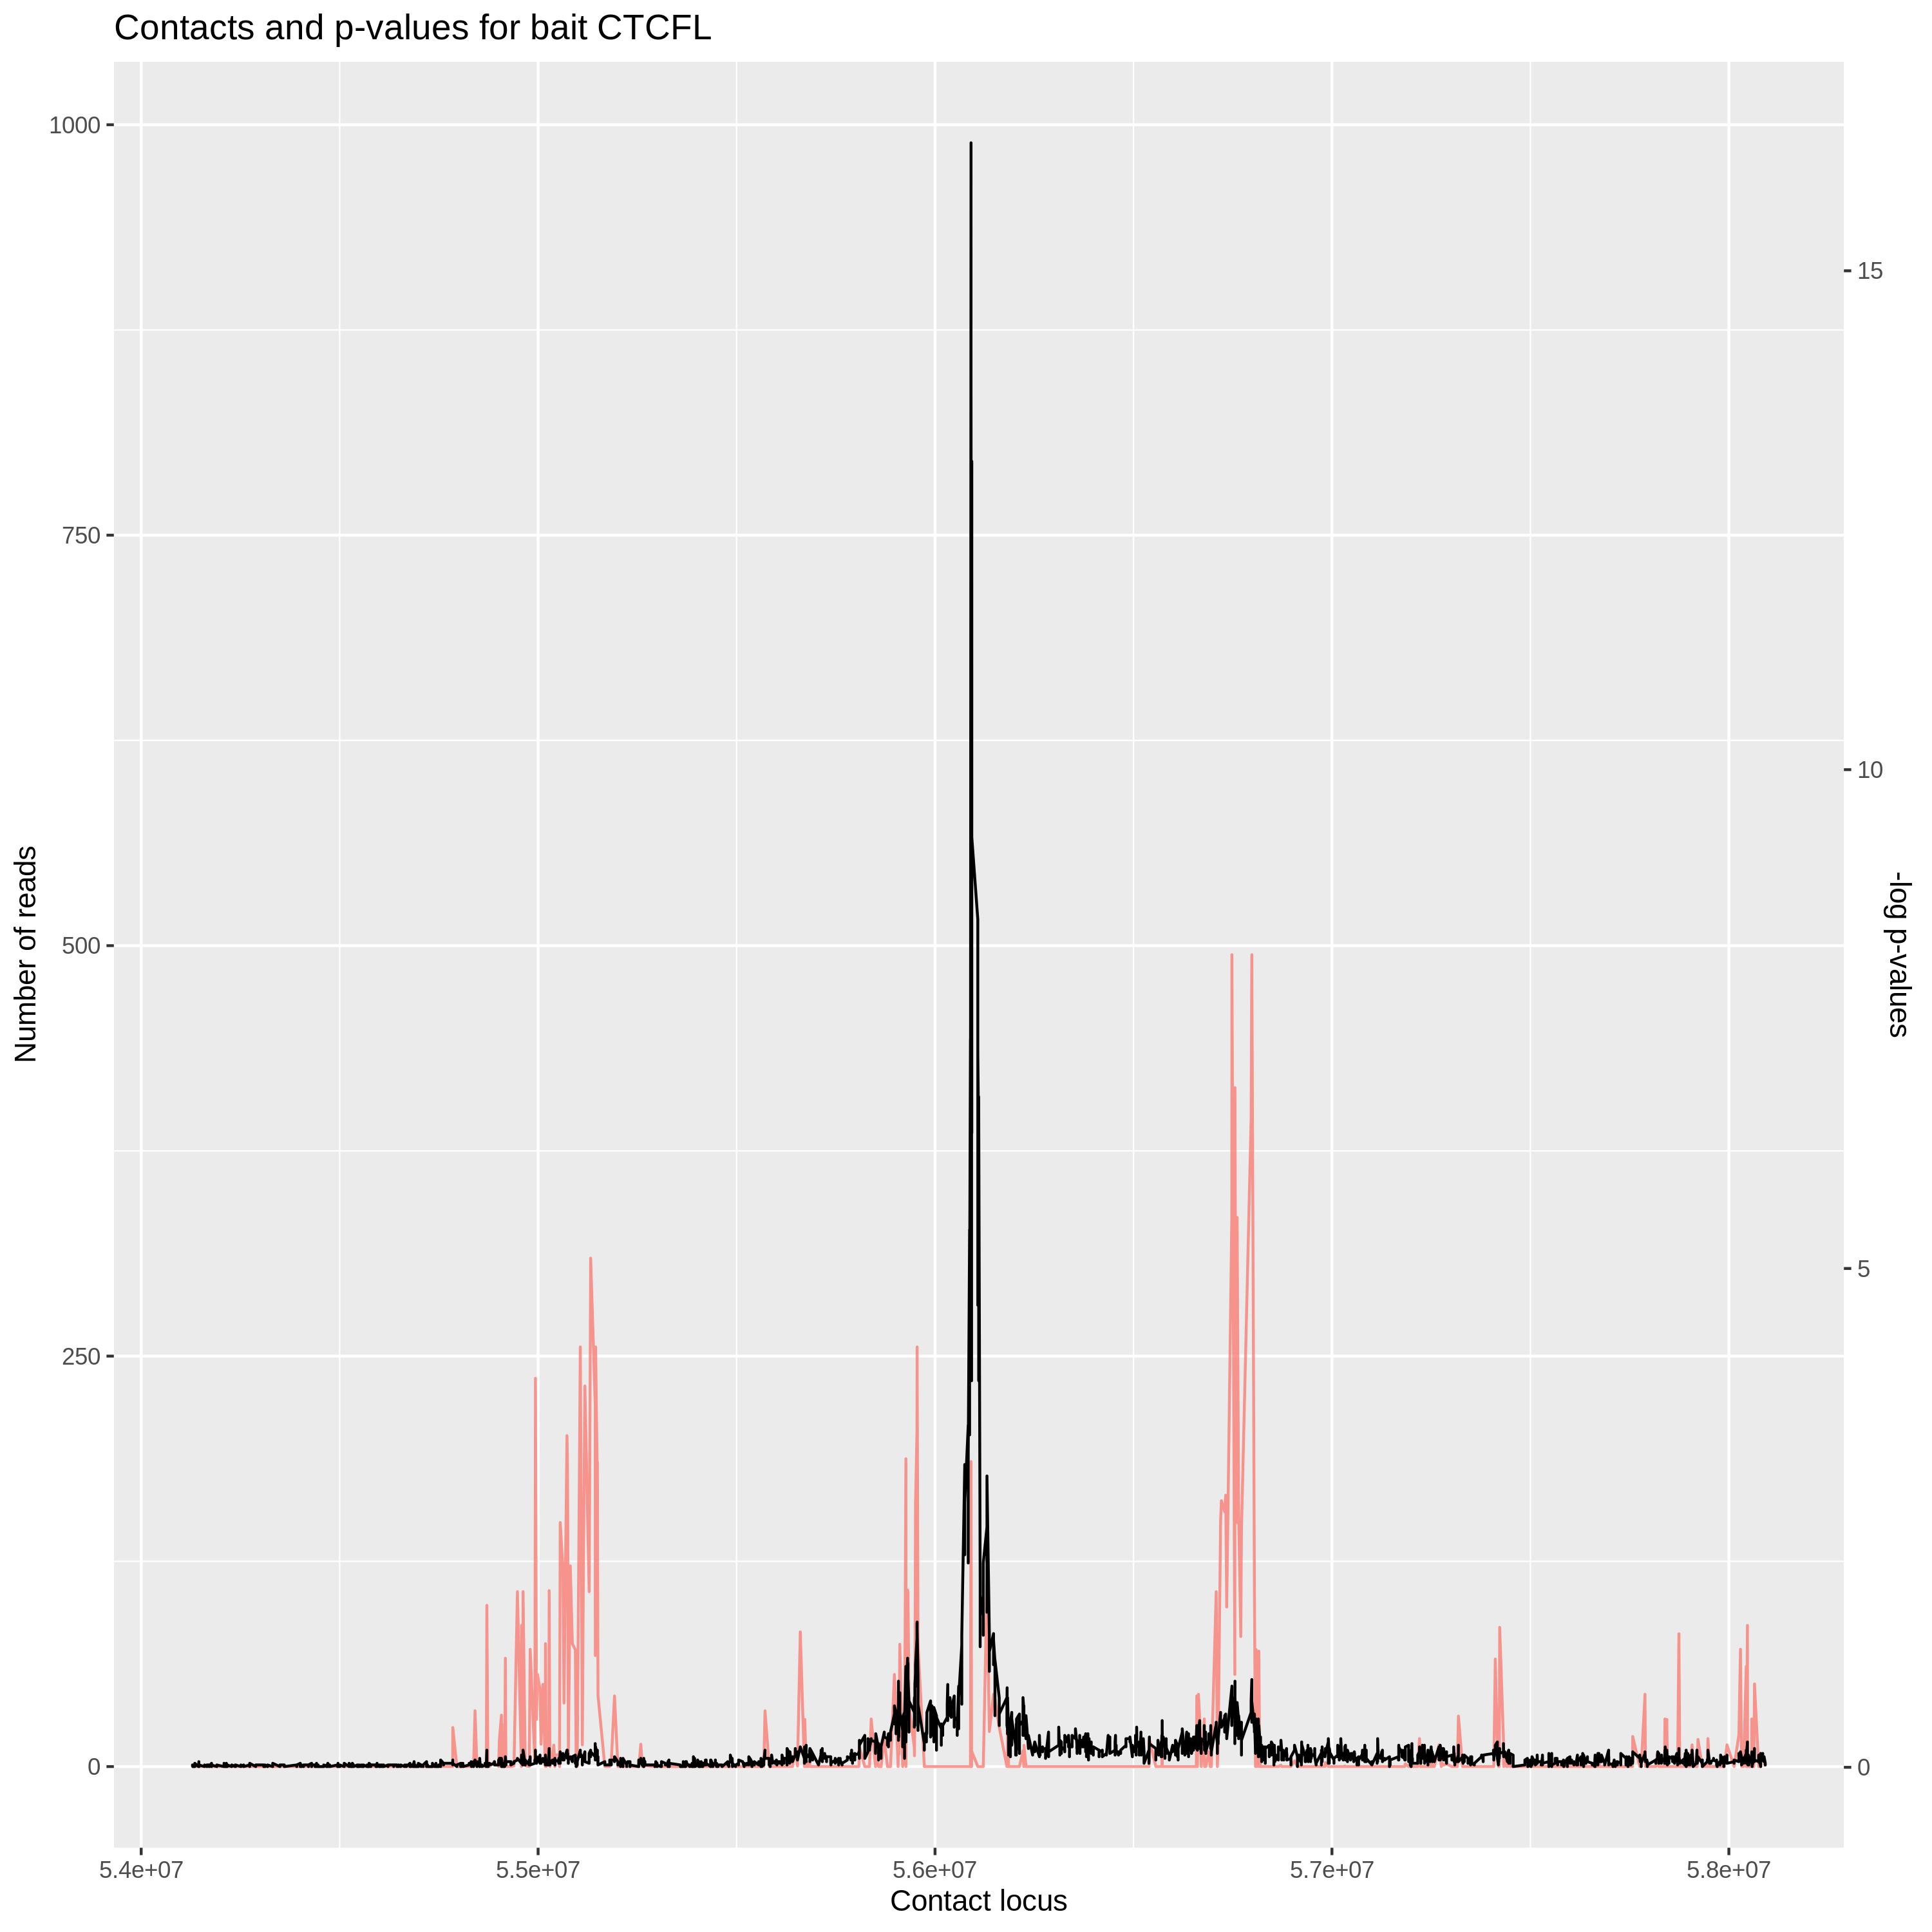 Contacts and p-values for bait CTCFL
1000
750
500
250
0
Number of reads
15
10
5
0
-log p-values
5.4e+07 5.5e+07 5.6e+07 5.7e+07 5.8e+07
Contact locus